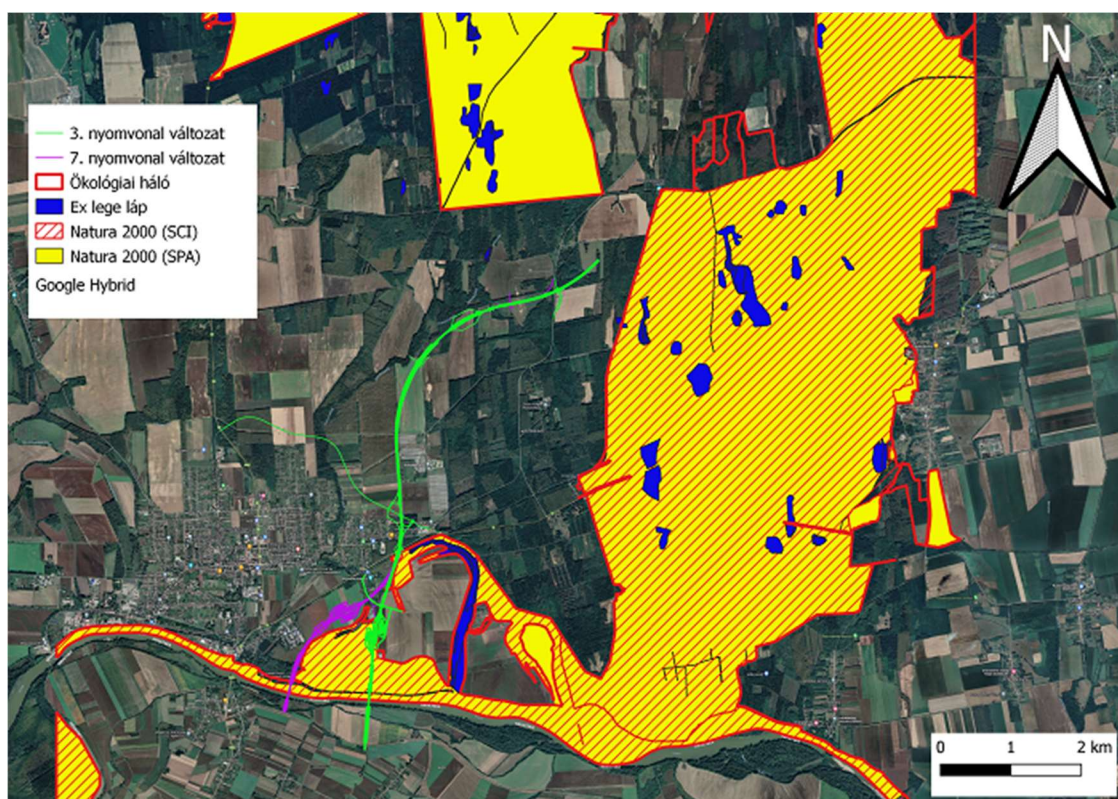 N
3. nyomvonal változat
7. nyomvonal változat
Ökológiai háló
Ex lege láp
Natura 2000 (SCI)
Natura 2000 (SPA)
Google Hybrid
0 1 2 km